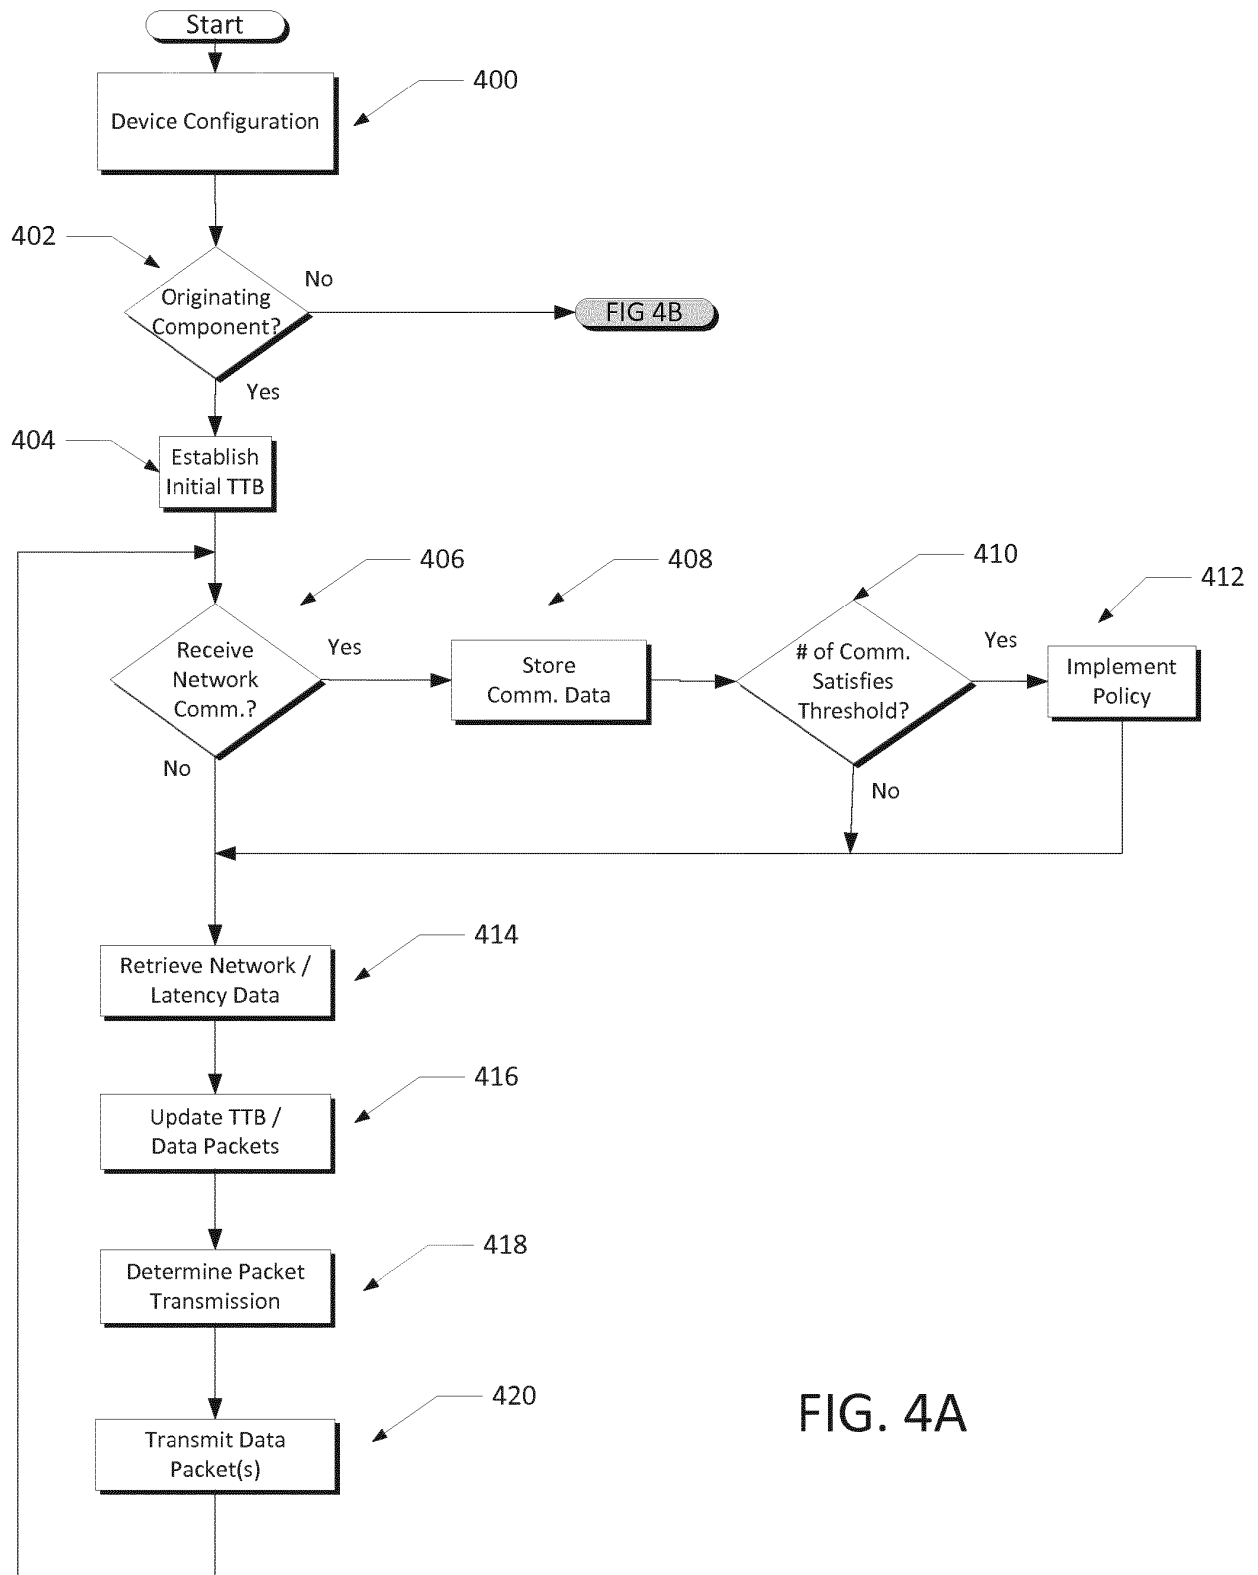 Start
400
Device Configuration
402
No
Originating
Component?
FIG 4B
Yes
404
Establish
Initial TTB
406
408
410
412
Receive
Network
Comm.?
Yes
Store
Comm. Data
# of Comm.
Satisfies
Threshold?
Yes
Implement
Policy
No
No
414
Retrieve Network /
Latency Data
416
Update TTB /
Data Packets
418
Determine Packet
Transmission
420
Transmit Data
Packet(s)
FIG. 4A